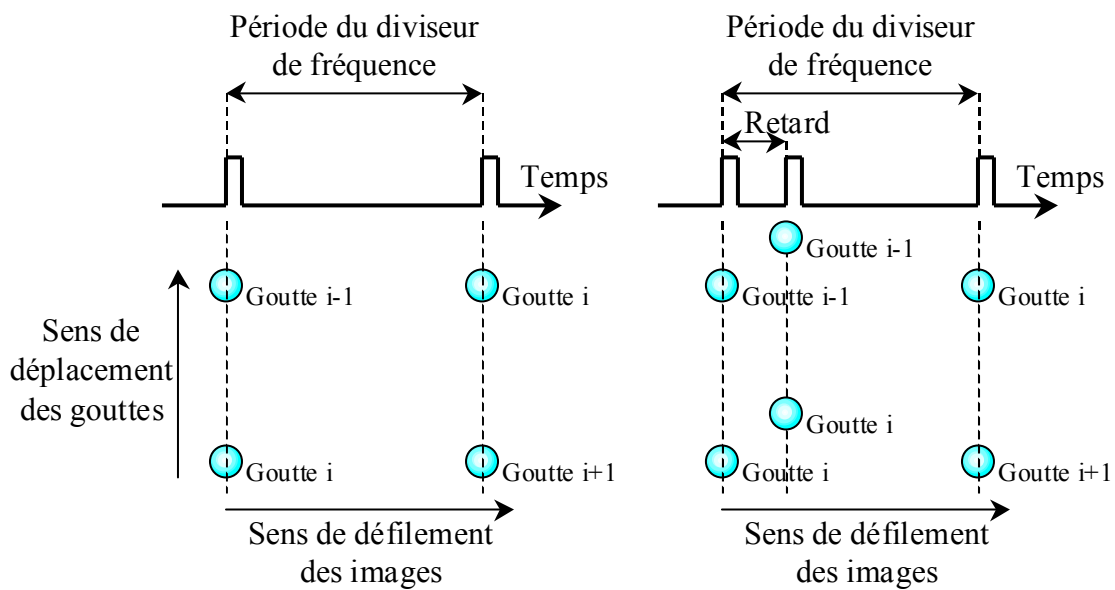 Période du diviseur
de fréquence
Temps
Goutte i-1
Goutte i
Sens de
déplacement
des gouttes
Goutte i
Goutte i+1
Sens de défilement
des images
Période du diviseur
de fréquence
Retard
Temps
Goutte i-1
Goutte i-1
Goutte i
Goutte i
Goutte i
Goutte i+1
Sens de défilement
des images